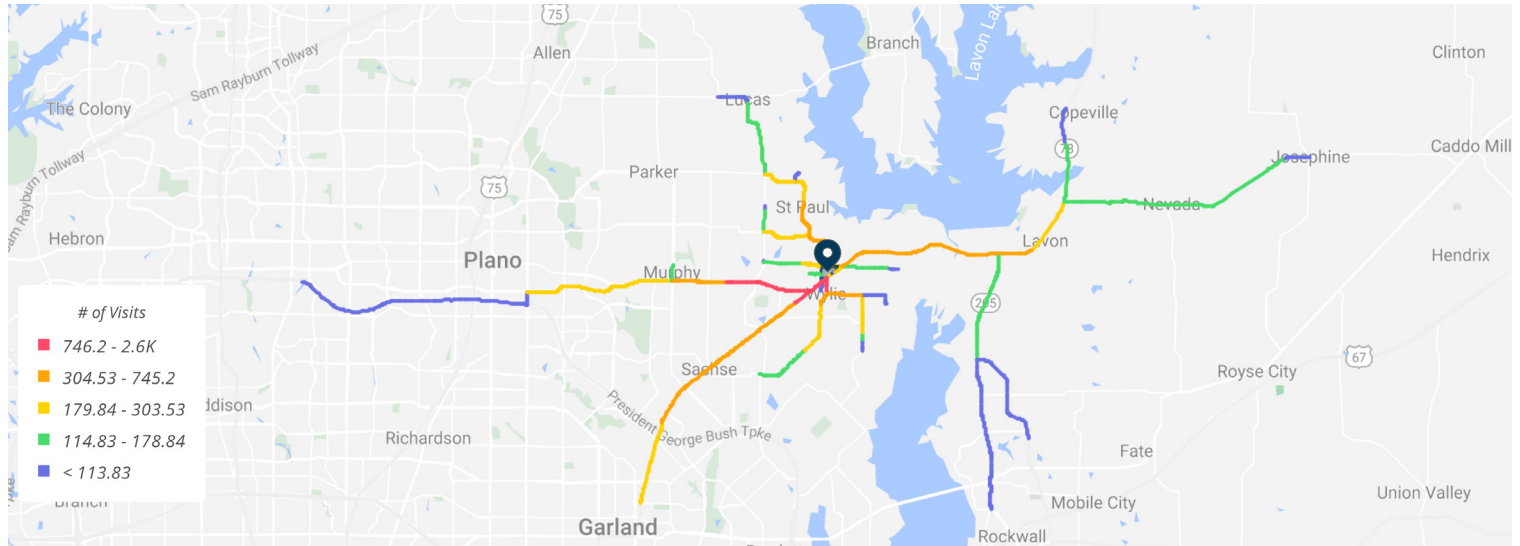 75
Allen
Branch
Lavon Lak
Clinton
Sam Rayburn Tollway
The Colony
Lucas
Copeville
78
Josephine
Caddo Mill
Sam Rayburn Tollway
75
Parker
St Paul
Nevada
Hebron
Plano
Murphy
Lavon
Hendrix
Wylie
205
# of Visits
746.2 - 2.6K
304.53 - 745.2
179.84 - 303.53
114.83 - 178.84
< 113.83
Sachse
67
Royse City
ddison
President George Bush Tpke
Richardson
Fate
Branch
Mobile City
Union Valley
Garland
Rockwall